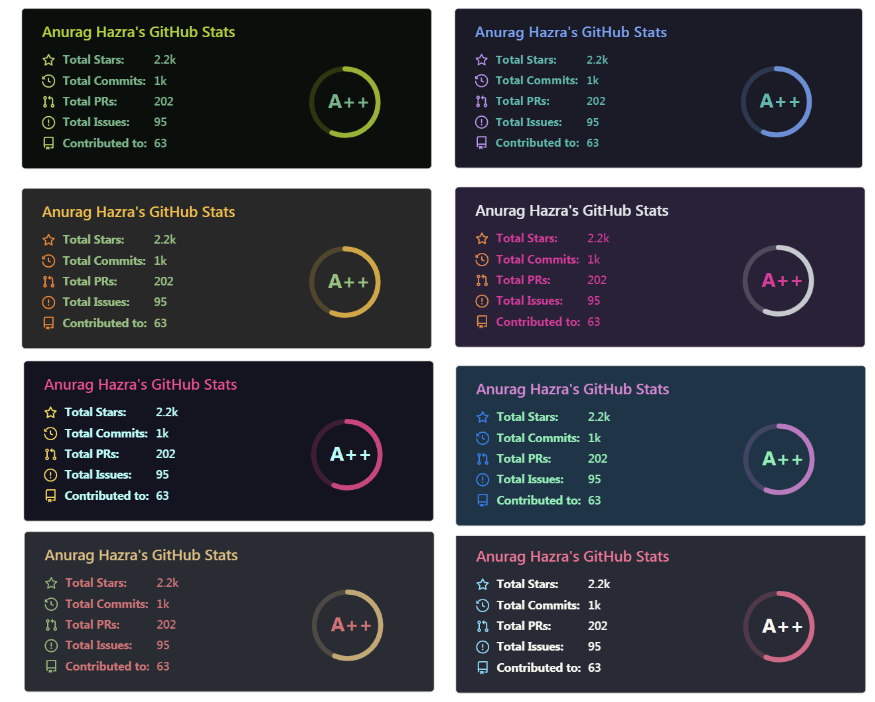 Anurag Hazra's GitHub Stats
Total Stars: 2.2k
Total Commits: 1k
Total PRs: 202
Total Issues: 95
Contributed to: 63
A++
Anurag Hazra's GitHub Stats
Total Stars: 2.2k
Total Commits: 1k
Total PRs: 202
Total Issues: 95
Contributed to: 63
A++
Anurag Hazra's GitHub Stats
Total Stars: 2.2k
Total Commits: 1k
Total PRs: 202
Total Issues: 95
Contributed to: 63
A++
Anurag Hazra's GitHub Stats
Total Stars: 2.2k
Total Commits: 1k
Total PRs: 202
Total Issues: 95
Contributed to: 63
A++
Anurag Hazra's GitHub Stats
Total Stars: 2.2k
Total Commits: 1k
Total PRs: 202
Total Issues: 95
Contributed to: 63
A++
Anurag Hazra's GitHub Stats
Total Stars: 2.2k
Total Commits: 1k
Total PRs: 202
Total Issues: 95
Contributed to: 63
A++
Anurag Hazra's GitHub Stats
Total Stars: 2.2k
Total Commits: 1k
Total PRs: 202
Total Issues: 95
Contributed to: 63
A++
Anurag Hazra's GitHub Stats
Total Stars: 2.2k
Total Commits: 1k
Total PRs: 202
Total Issues: 95
Contributed to: 63
A++